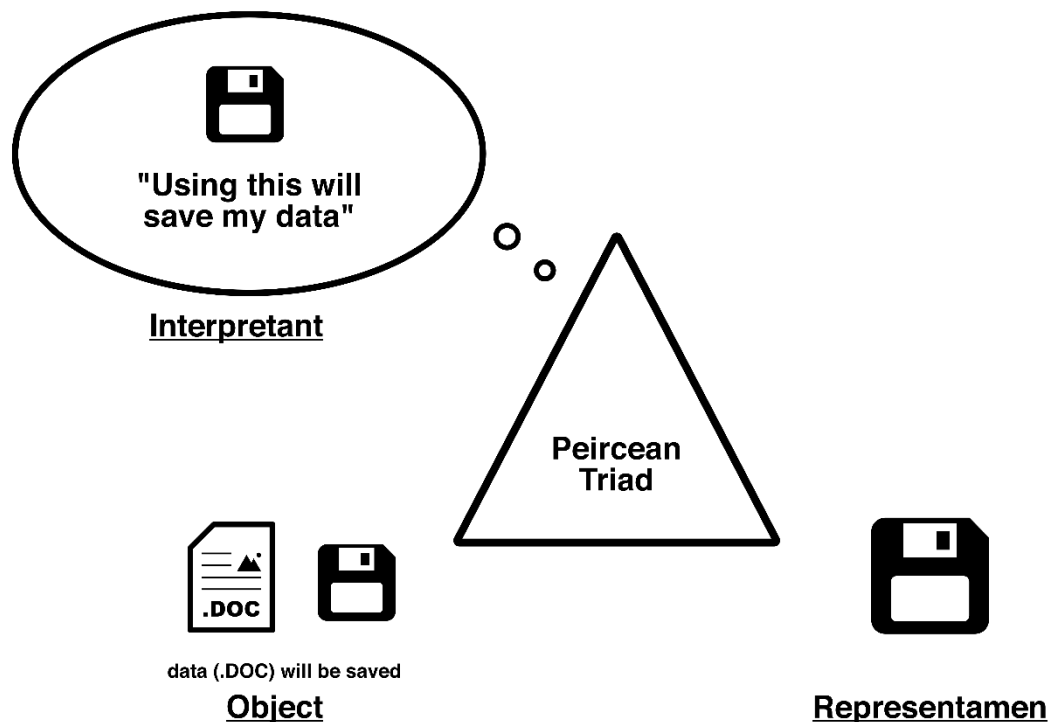 "Using this will
save my data"
Interpretant
Peircean
Triad
.DOC
data (.DOC) will be saved
Object
Representamen